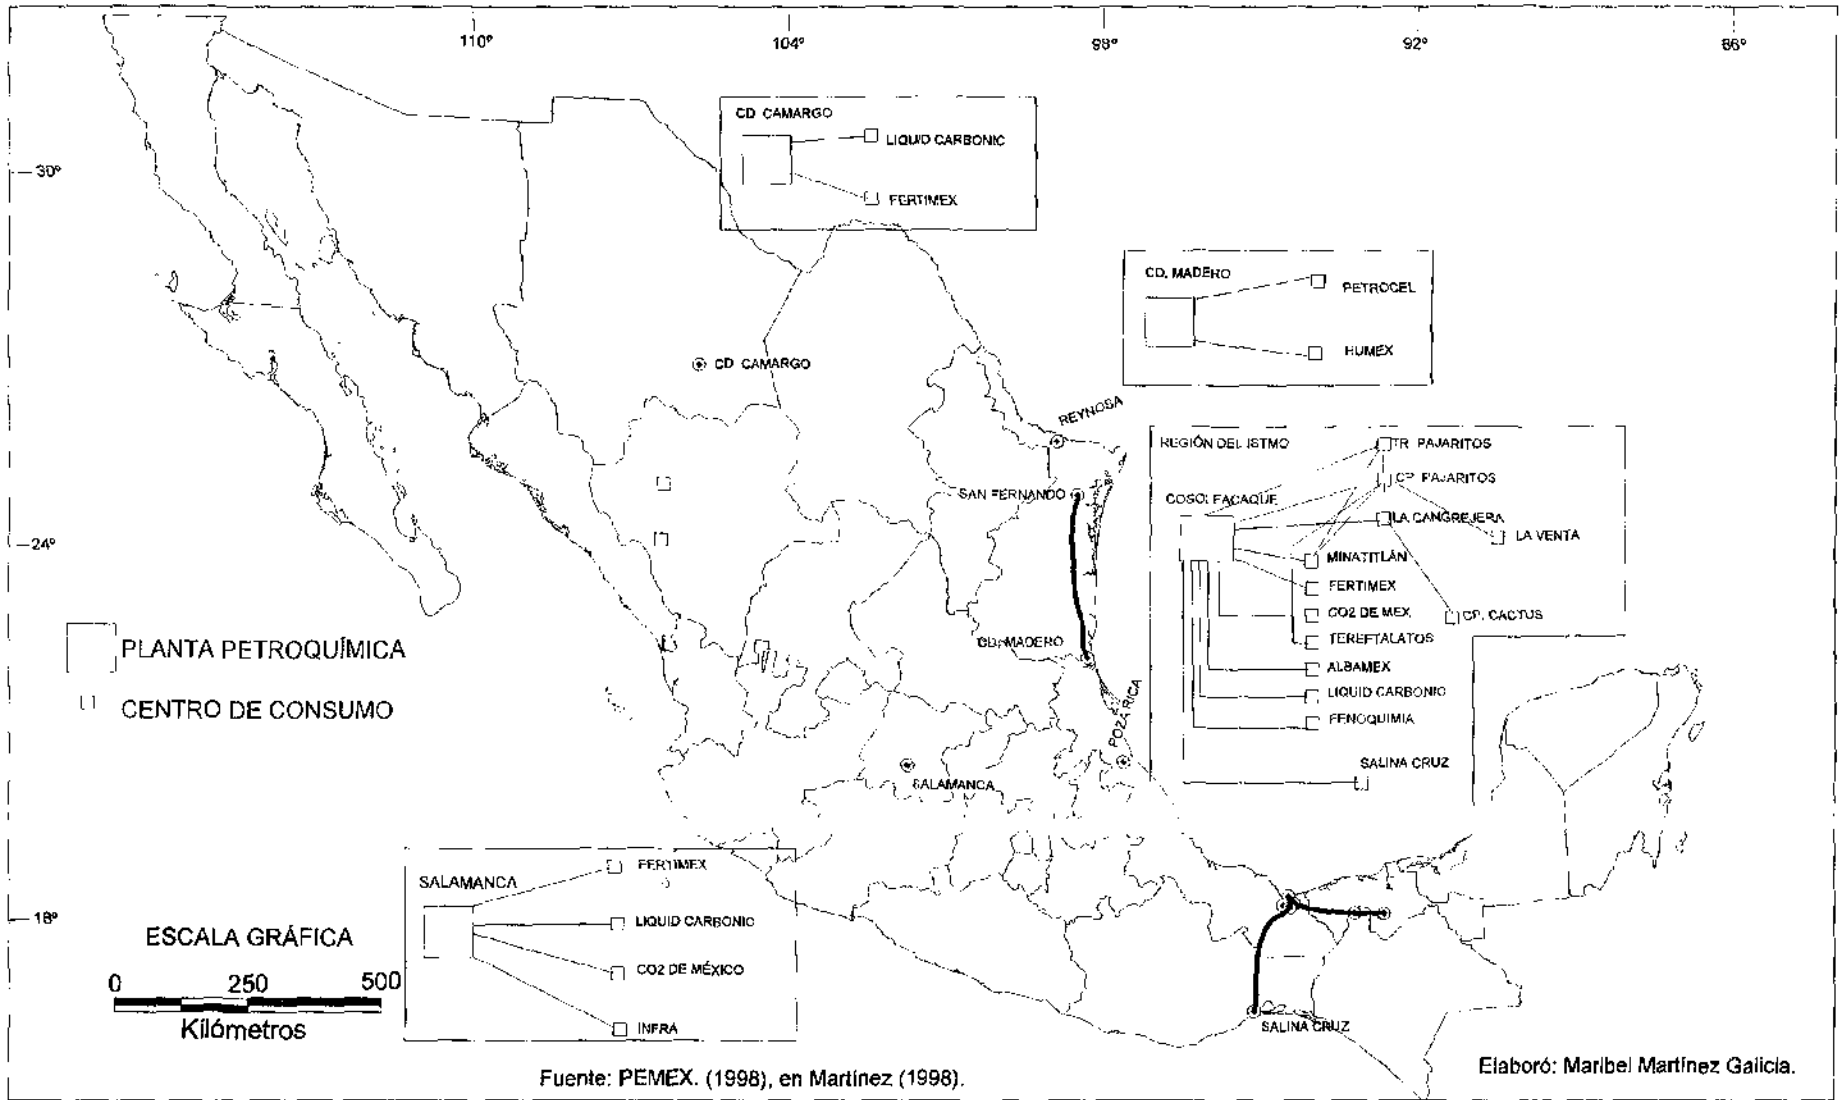 110°
104°
98°
92°
86°
30°
24°
18°
CD CAMARGO
LIQUID CARBONIC
FERTIMEX
CD. MADERO
PETROCEL
HUMEX
CD CAMARGO
REYNOSA
SAN FERNANDO
CD. MADERO
POZA RICA
SALAMANCA
SALINA CRUZ
REGIÓN DEL ISTMO
TR PAJARITOS
CP. PAJARITOS
COSOLEACAQUE
LA CANGREJERA
LA VENTA
MINATITLÁN
FERTIMEX
CO2 DE MEX.
CP. CACTUS
TEREFTALATOS
ALBAMEX
LIQUID CARBONIC
FENOQUIMIA
SALINA CRUZ
PLANTA PETROQUÍMICA
CENTRO DE CONSUMO
SALAMANCA
FERTIMEX
LIQUID CARBONIC
CO2 DE MÉXICO
INFRA
ESCALA GRÁFICA
0 250 500
Kilómetros
Fuente: PEMEX. (1998), en Martínez (1998).
Elaboró: Maribel Martínez Galicia.